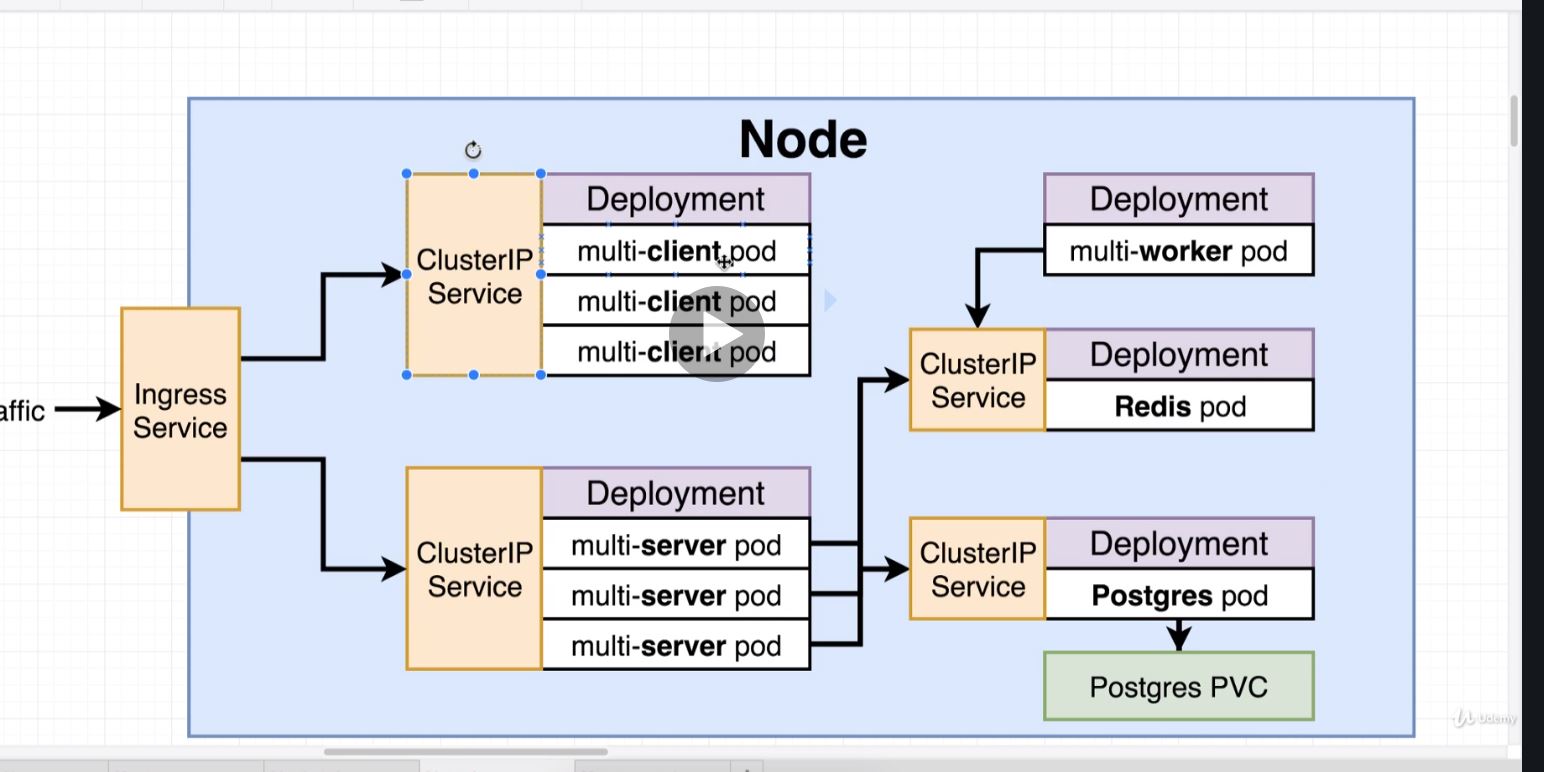 Node
Deployment
multi-client pod
multi-client pod
multi-client pod
ClusterIP
Service
Deployment
multi-worker pod
ClusterIP
Service
Deployment
Redis pod
affic
Ingress
Service
ClusterIP
Service
Deployment
multi-server pod
multi-server pod
multi-server pod
ClusterIP
Service
Deployment
Postgres pod
Postgres PVC
Udemy